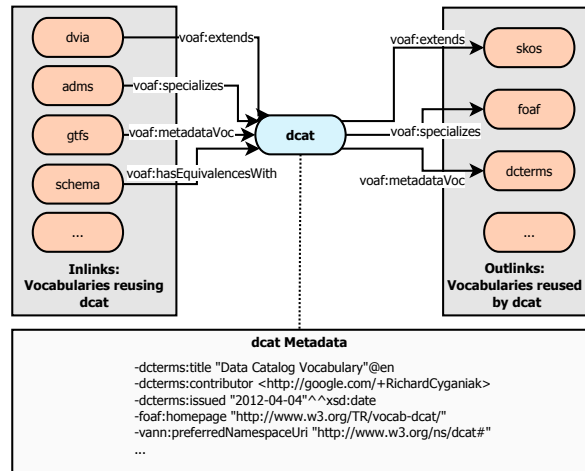 dvia
adms
gtfs
schema
...
Inlinks:
Vocabularies reusing
dcat
voaf:extends
voaf:specializes
voaf:metadataVoc
voaf:hasEquivalencesWith
dcat
voaf:extends
voaf:specializes
voaf:metadataVoc
skos
foaf
dcterms
...
Outlinks:
Vocabularies reused
by dcat
dcat Metadata
-dcterms:title "Data Catalog Vocabulary"@en
-dcterms:contributor <http://google.com/+RichardCyganiak>
-dcterms:issued "2012-04-04"^^xsd:date
-foaf:homepage "http://www.w3.org/TR/vocab-dcat/"
-vann:preferredNamespaceUri "http://www.w3.org/ns/dcat#"
...